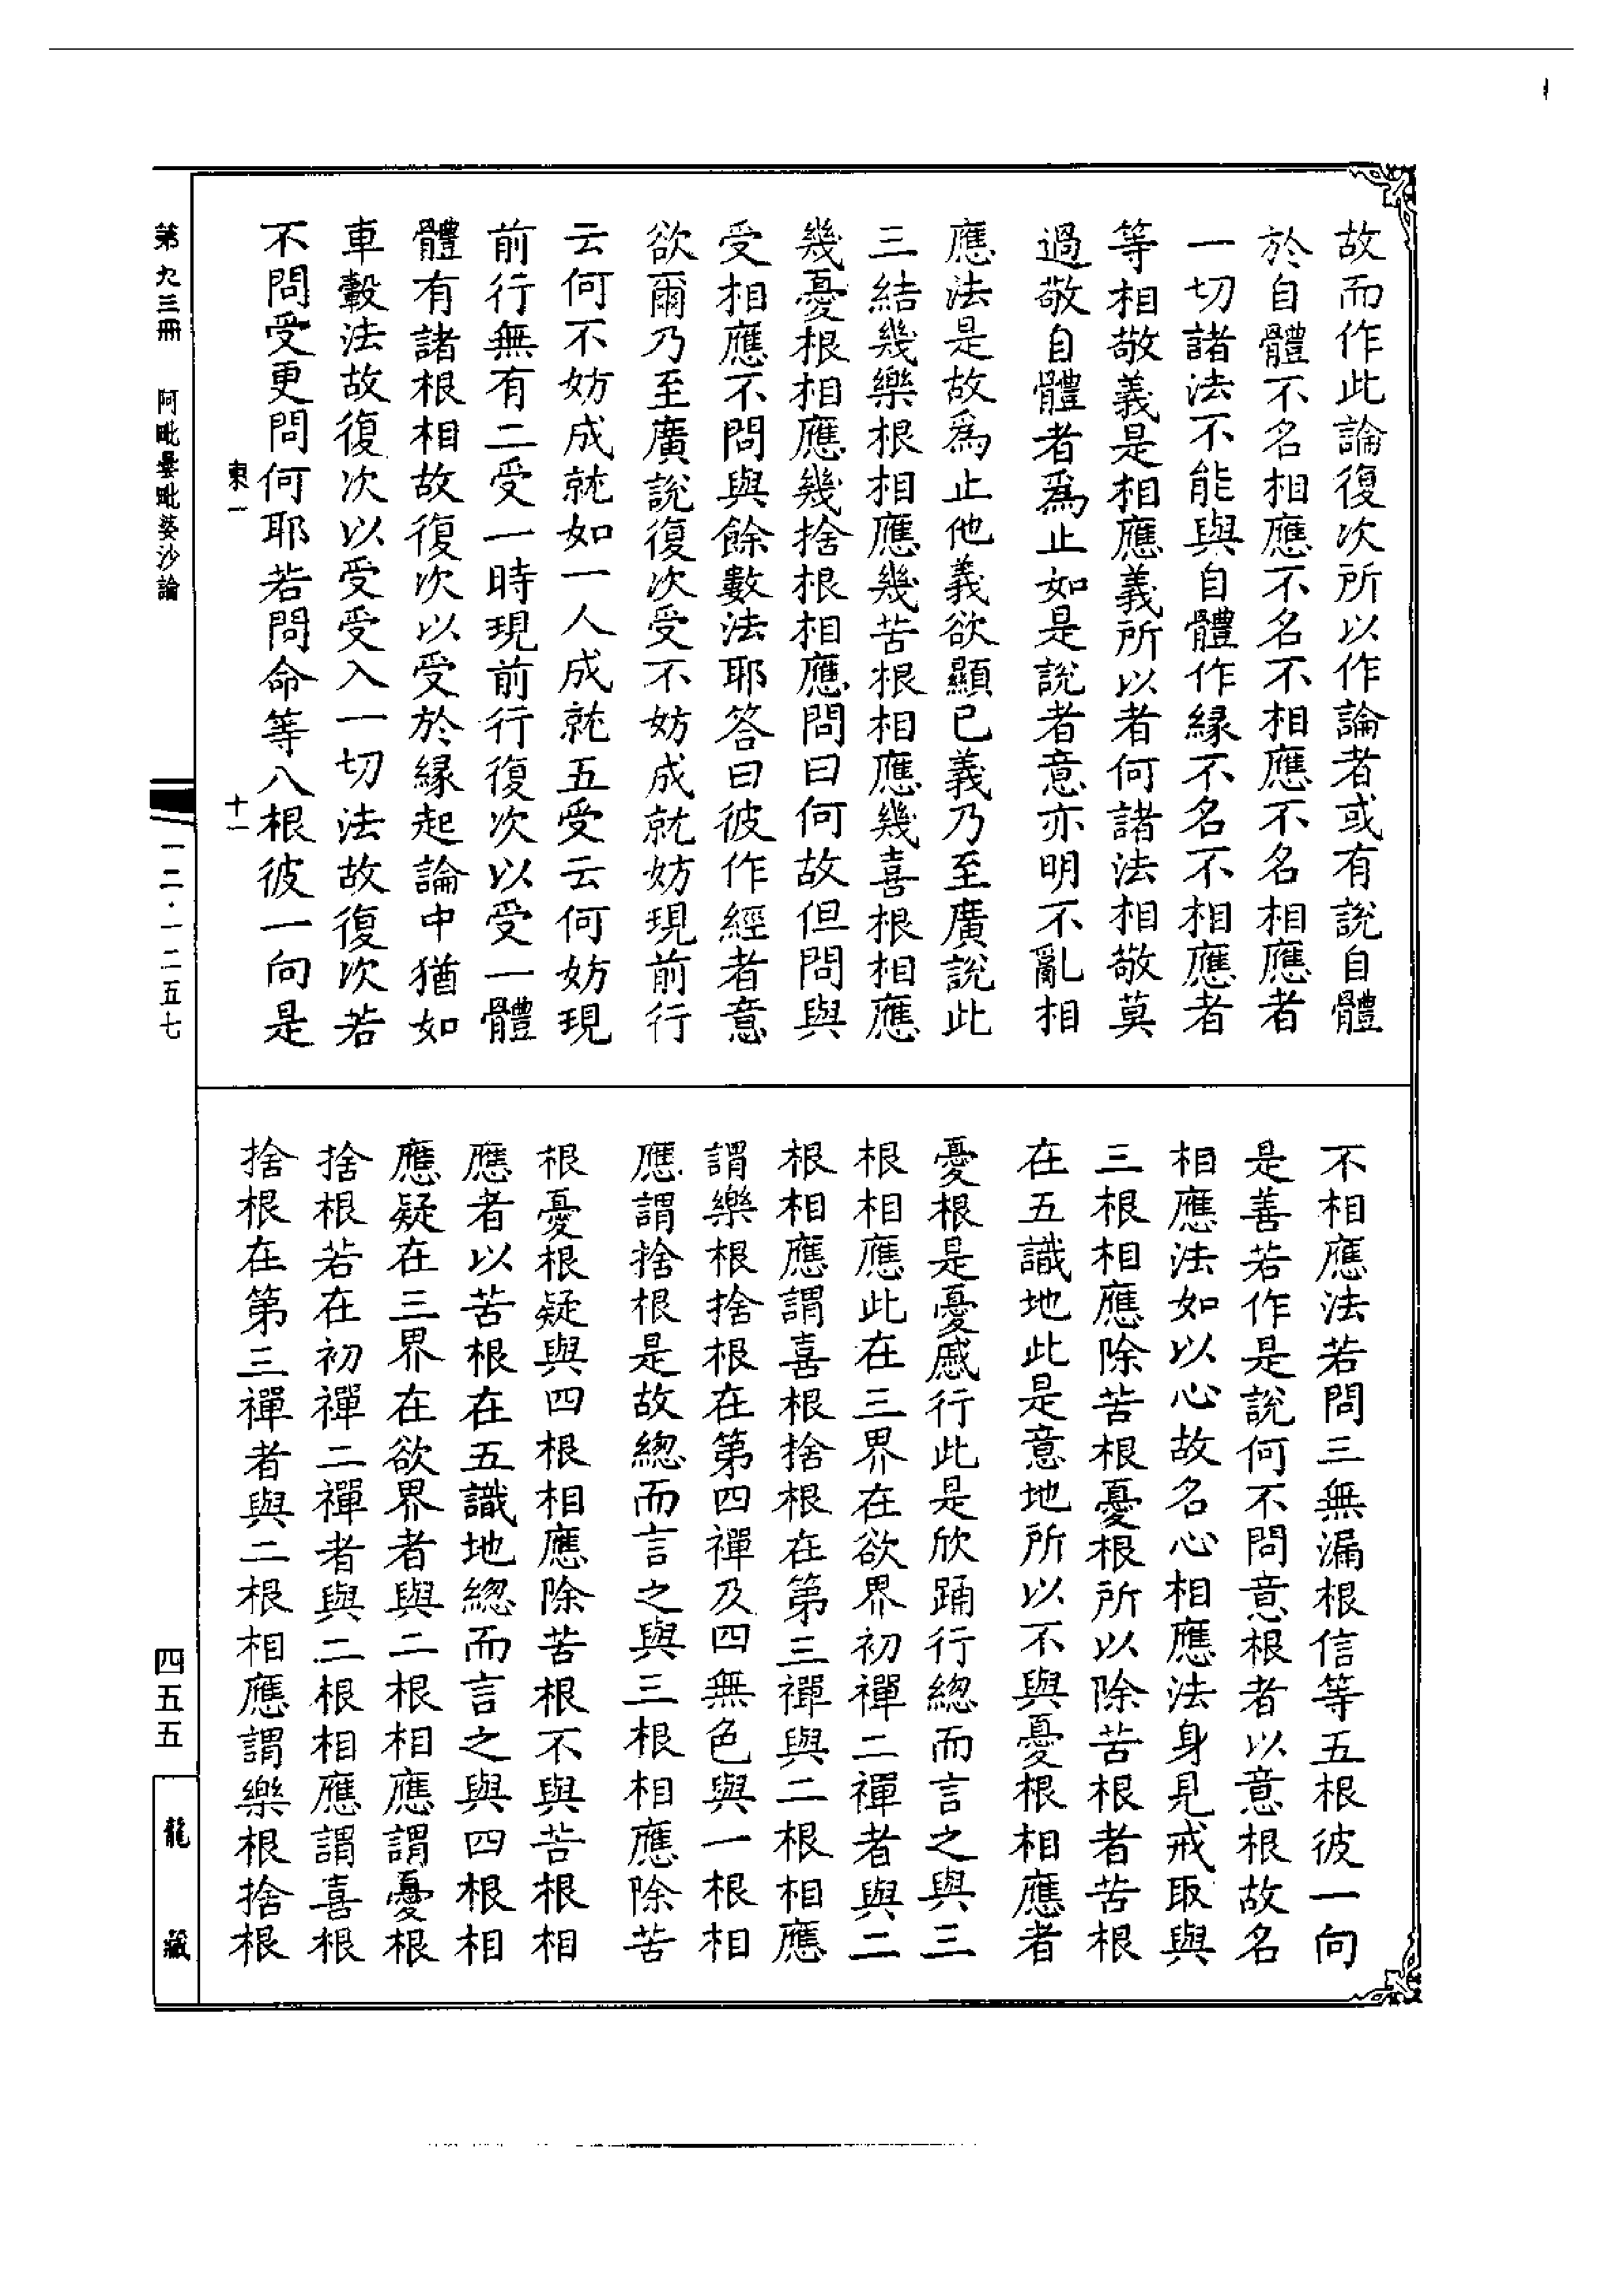 故而作此論復次所以作論者或有說自體
於自體不名相應不名不相應不名相應者
一切諸法不能與自體作緣不名不相應者
等相敬義是相應義所以者何諸法相敬莫
過敬自體者為止如是說者意亦明不亂相
應法是故為止他義欲顯已義乃至廣說此
三結幾樂根相應幾苦根相應幾喜根相應
幾憂根相應幾捨根相應問曰何故但問與
受相應不問與餘數法耶答曰彼作經者意
欲爾乃至廣說復次受不妨成就妨現前行
云何不妨成就如一人成就五受云何妨現
前行無有二受一時現前行復次以受一體
體有諸根相故復次以受於緣起論中猶如
車轂法故復次以受受入一切法故復次若
不問受更問何耶若問命等八根彼一向是
東一
十一
不相應法若問三無漏根信等五根彼一向
是善若作是說何不問意根者以意根故名
相應法如以心故名心相應法身見戒取與
三根相應除苦根憂根所以除苦根者苦根
在五識地此是意地所以不與憂根相應者
憂根是憂慼行此是欣踊行總而言之與三
根相應此在三界在欲界初禪二禪者與二
根相應謂喜根捨根在第三禪與二根相應
謂樂根捨根在第四禪及四無色與一根相
應謂捨根是故總而言之與三根相應除苦
根憂根疑與四根相應除苦根不與苦根相
應者以苦根在五識地總而言之與四根相
應疑在三界在欲界者與二根相應謂憂根
捨根若在初禪二禪者與二根相應謂喜根
捨根在第三禪者與二根相應謂樂根捨根
第九三冊
阿毗曇毗婆沙論
一二·一二五七
四五五
龍藏